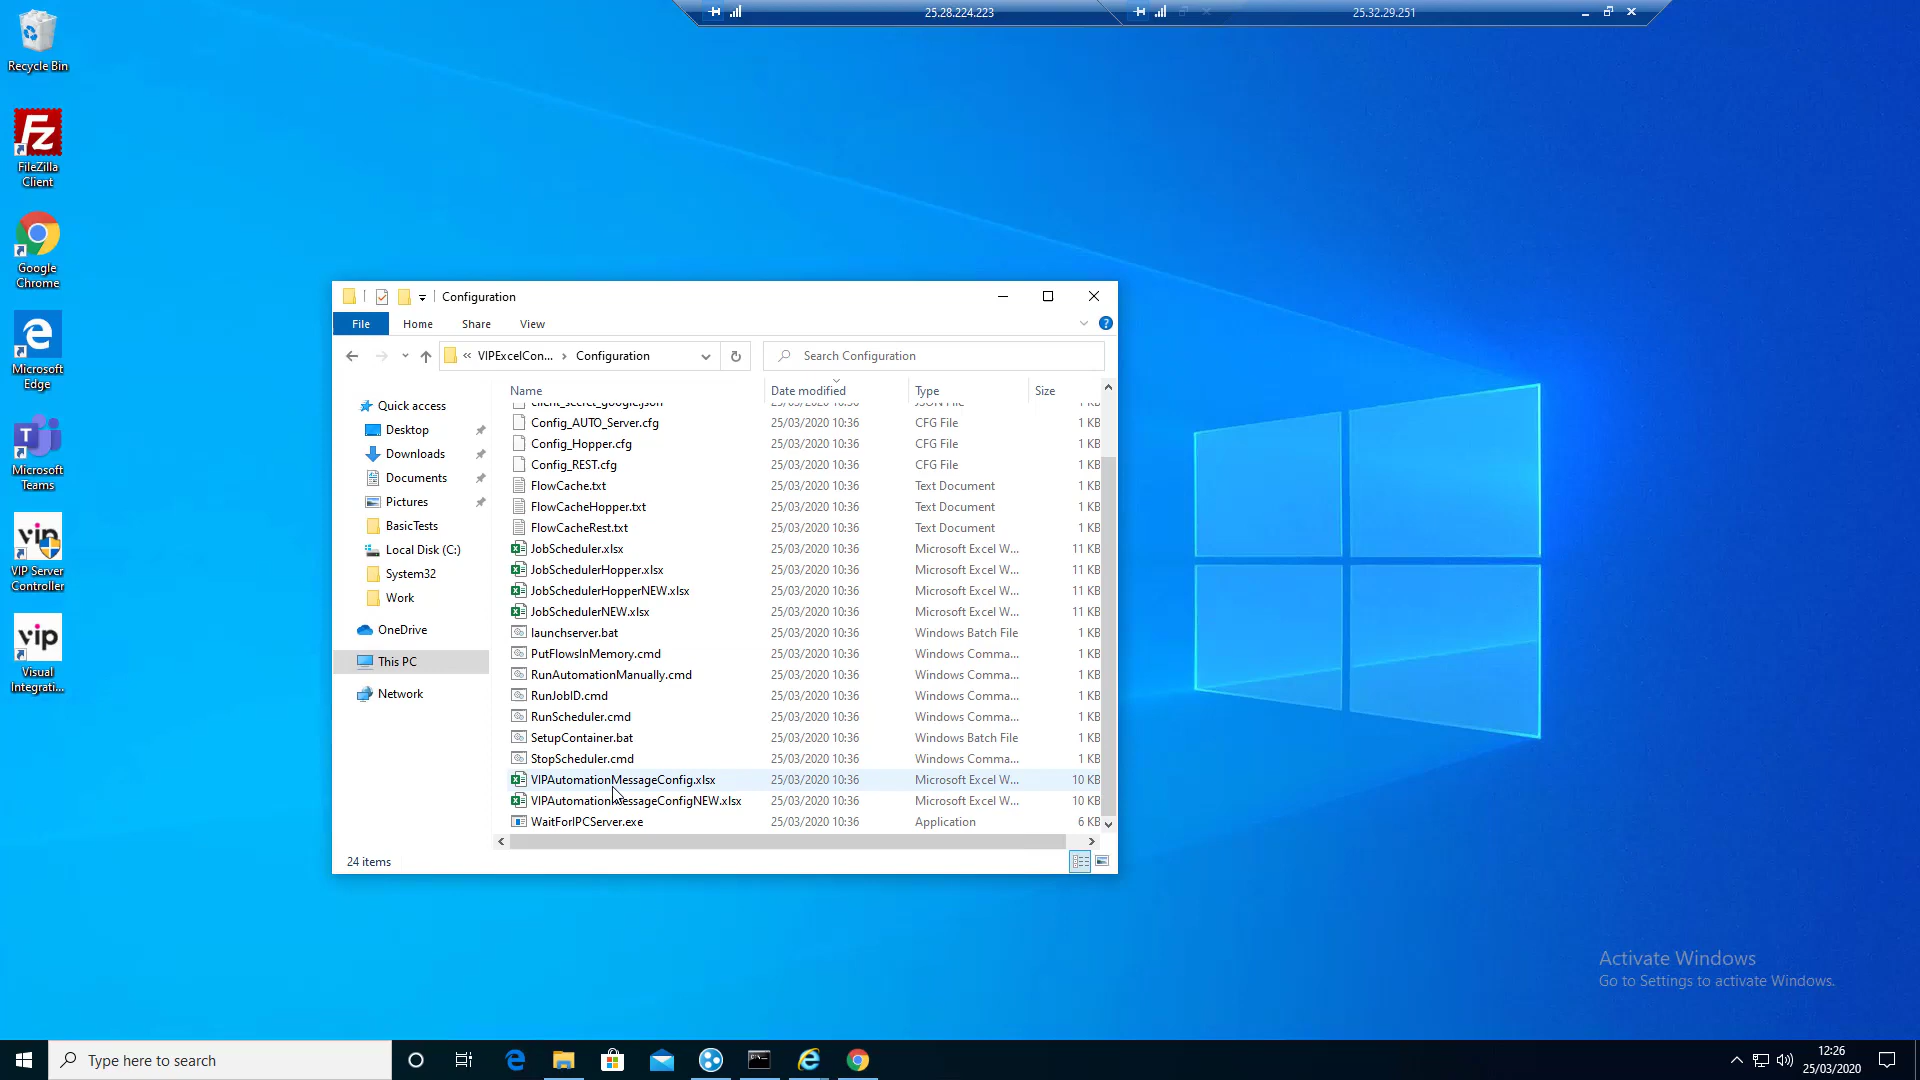 25.28.224.223
25.32.29.251
Recycle Bin
FileZilla
Client
Google
Chrome
Microsoft
Edge
Microsoft
Teams
vip
VIP Server
Controller
vip
Visual
Integrati...
Configuration
File Home Share View
« VIPExcelCon... > Configuration
Search Configuration
Name Date modified Type Size
Quick access
Desktop
Downloads
Documents
Pictures
BasicTests
Local Disk (C:)
System32
Work
OneDrive
This PC
Network
client_secret_google.json 25/03/2020 10:36 JSON File 1 KB
Config_AUTO_Server.cfg 25/03/2020 10:36 CFG File 1 KB
Config_Hopper.cfg 25/03/2020 10:36 CFG File 1 KB
Config_REST.cfg 25/03/2020 10:36 CFG File 1 KB
FlowCache.txt 25/03/2020 10:36 Text Document 1 KB
FlowCacheHopper.txt 25/03/2020 10:36 Text Document 1 KB
FlowCacheRest.txt 25/03/2020 10:36 Text Document 1 KB
JobScheduler.xlsx 25/03/2020 10:36 Microsoft Excel W... 11 KB
JobSchedulerHopper.xlsx 25/03/2020 10:36 Microsoft Excel W... 11 KB
JobSchedulerHopperNEW.xlsx 25/03/2020 10:36 Microsoft Excel W... 11 KB
JobSchedulerNEW.xlsx 25/03/2020 10:36 Microsoft Excel W... 11 KB
launchserver.bat 25/03/2020 10:36 Windows Batch File 1 KB
PutFlowsInMemory.cmd 25/03/2020 10:36 Windows Comma... 1 KB
RunAutomationManually.cmd 25/03/2020 10:36 Windows Comma... 1 KB
RunJobID.cmd 25/03/2020 10:36 Windows Comma... 1 KB
RunScheduler.cmd 25/03/2020 10:36 Windows Comma... 1 KB
SetupContainer.bat 25/03/2020 10:36 Windows Batch File 1 KB
StopScheduler.cmd 25/03/2020 10:36 Windows Comma... 1 KB
VIPAutomationMessageConfig.xlsx 25/03/2020 10:36 Microsoft Excel W... 10 KB
VIPAutomationMessageConfigNEW.xlsx 25/03/2020 10:36 Microsoft Excel W... 10 KB
WaitForIPCServer.exe 25/03/2020 10:36 Application 6 KB
24 items
Activate Windows
Go to Settings to activate Windows.
Type here to search
12:26
25/03/2020